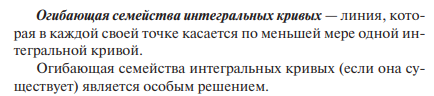 Огибающая семейства интегральных кривых — линия, кото-
рая в каждой своей точке касается по меньшей мере одной ин-
тегральной кривой.
Огибающая семейства интегральных кривых (если она су-
ществует) является особым решением.